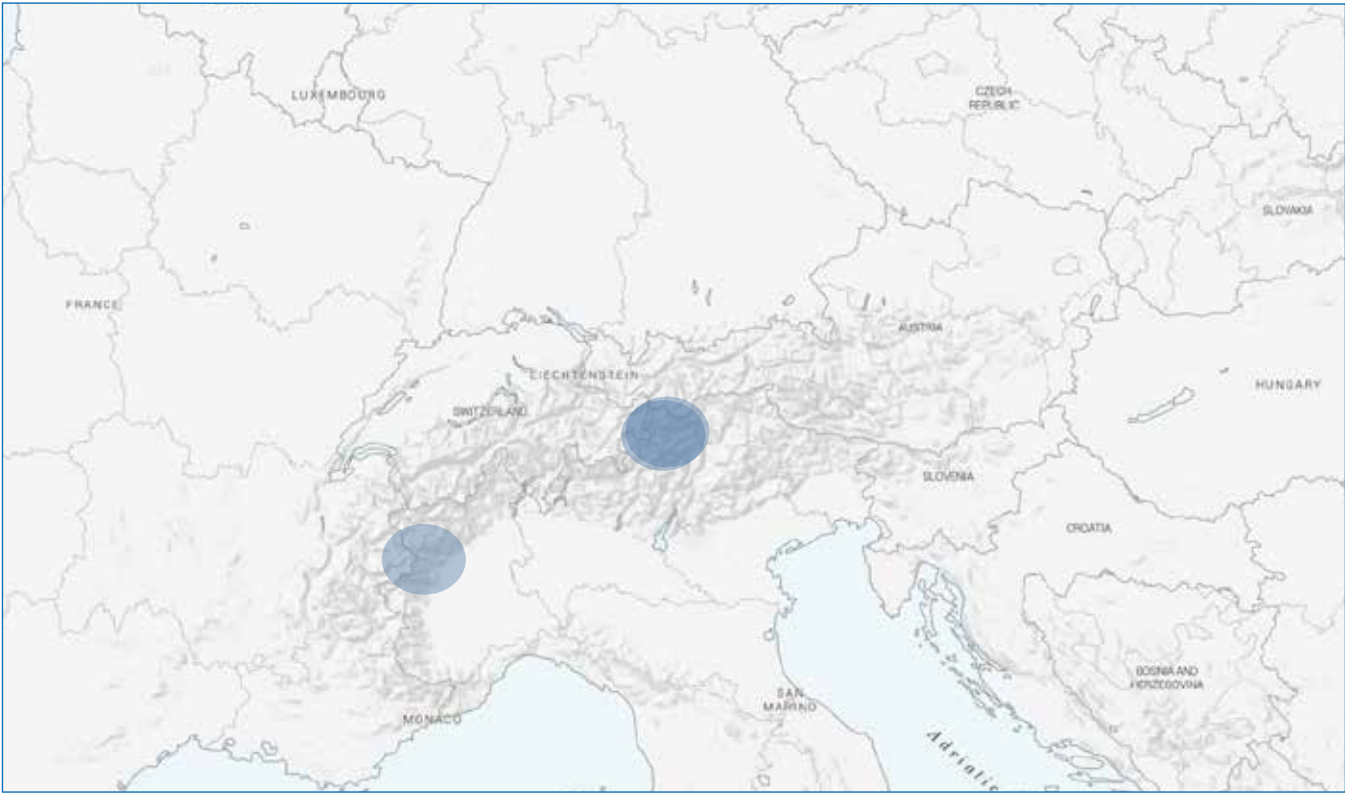 LUXEMBOURG
CZECH
REPUBLIC
SLOVAKIA
FRANCE
AUSTRIA
LIECHTENSTEIN
HUNGARY
SWITZERLAND
SLOVENIA
CROATIA
BOSNIA AND
HERZEGOVINA
SAN
MARINO
MONACO
Adriatic